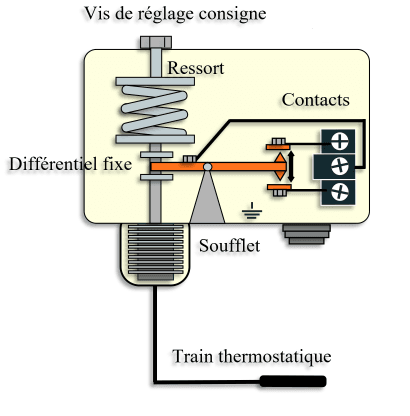 Vis de réglage consigne
Ressort
Contacts
Différentiel fixe
Soufflet
Train thermostatique